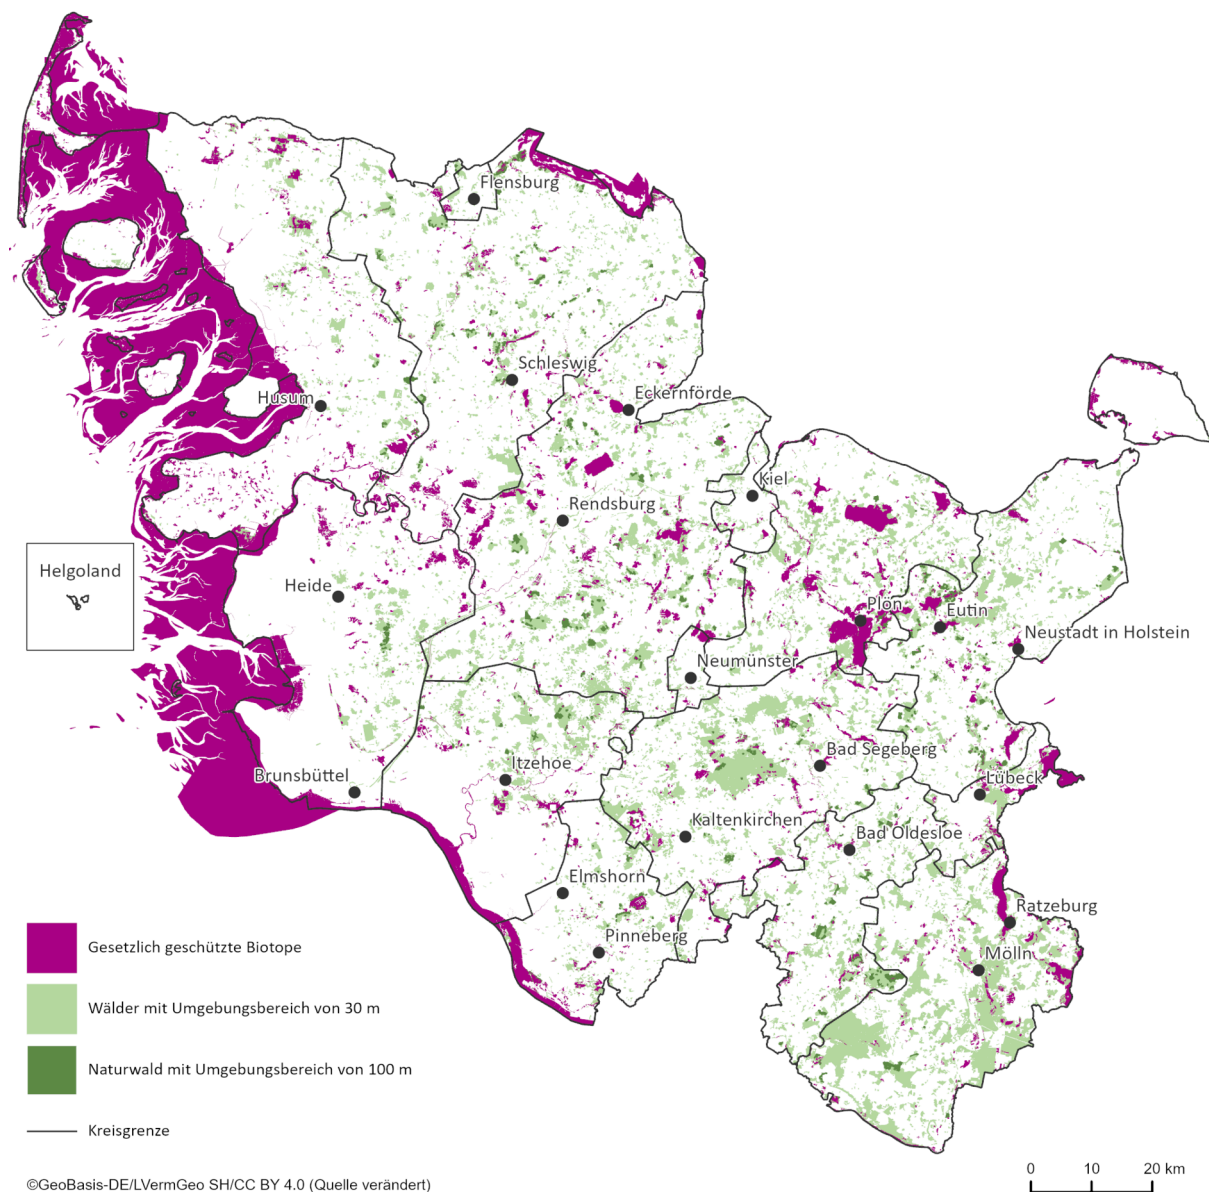 Flensburg
Schleswig
Eckernförde
Husum
Kiel
Rendsburg
Helgoland
Heide
Plön
Eutin
Neustadt in Holstein
Neumünster
Bad Segeberg
Itzehoe
Brunsbüttel
Lübeck
Kaltenkirchen
Bad Oldesloe
Elmshorn
Ratzeburg
Pinneberg
Mölln
Gesetzlich geschützte Biotope
Wälder mit Umgebungsbereich von 30 m
Naturwald mit Umgebungsbereich von 100 m
Kreisgrenze
0 10 20 km
©GeoBasis-DE/LVermGeo SH/CC BY 4.0 (Quelle verändert)